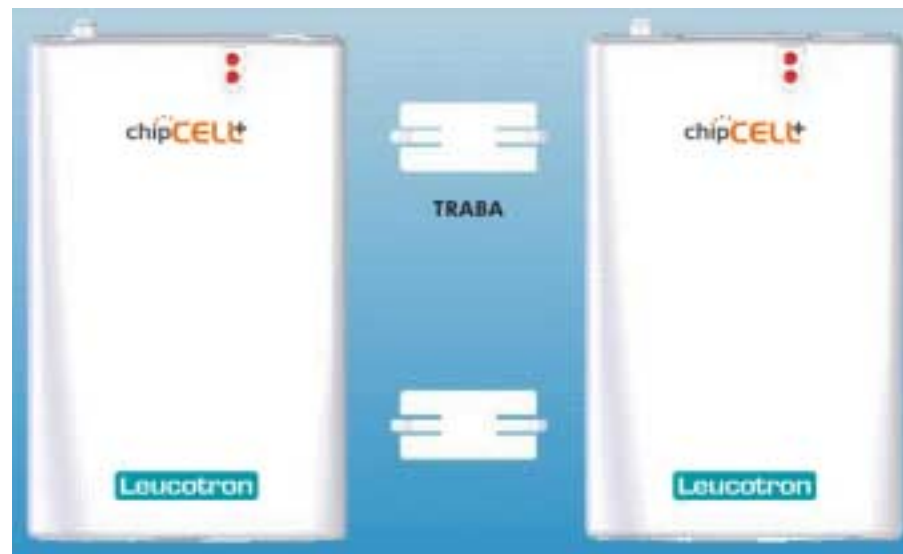 chipCELL+
chipCELL+
TRABA
Leucotron
Leucotron